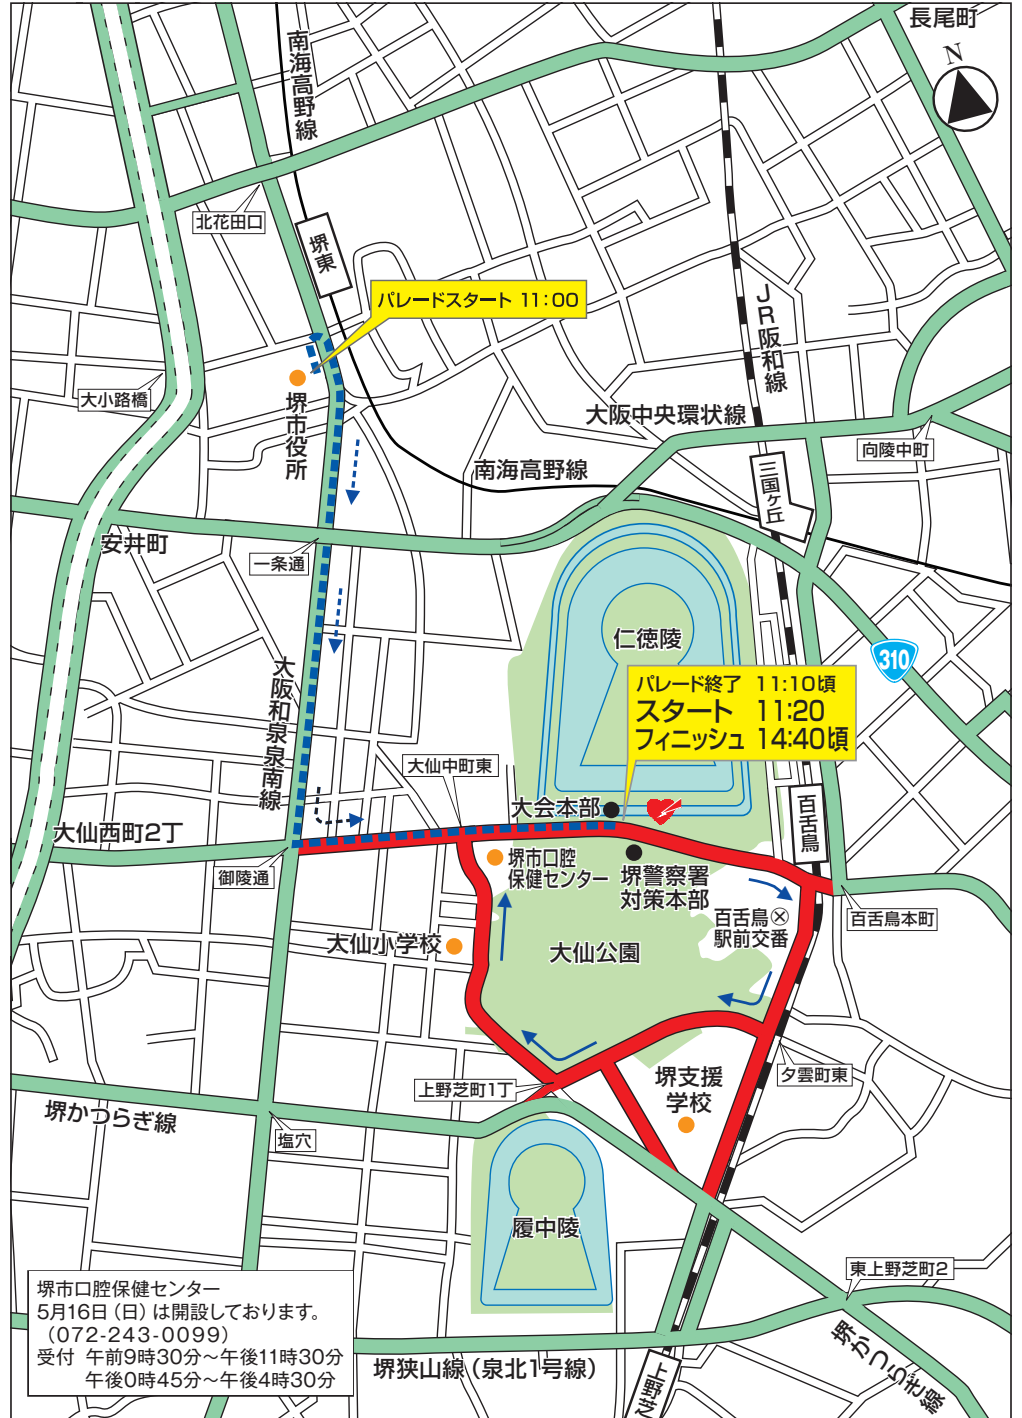 長尾町
N
南海高野線
北花田口
堺東
パレードスタート 11:00
JR阪和線
大小路橋
堺市役所
大阪中央環状線
向陵中町
南海高野線
三国ヶ丘
安井町
一条通
仁徳陵
310
大阪和泉泉南線
パレード終了 11:10頃
スタート 11:20
フィニッシュ 14:40頃
大仙中町東
大会本部
百舌鳥
大仙西町2丁
御陵通
堺市口腔
保健センター
堺警察署
対策本部
百舌鳥
駅前交番
百舌鳥本町
大仙小学校
大仙公園
夕雲町東
上野芝町1丁
堺支援
学校
堺かつらぎ線
塩穴
履中陵
東上野芝町2
堺かつらぎ線
堺狭山線(泉北1号線)
上野芝
堺市口腔保健センター
5月16日(日)は開設しております。
(072-243-0099)
受付 午前9時30分～午後11時30分
午後0時45分～午後4時30分